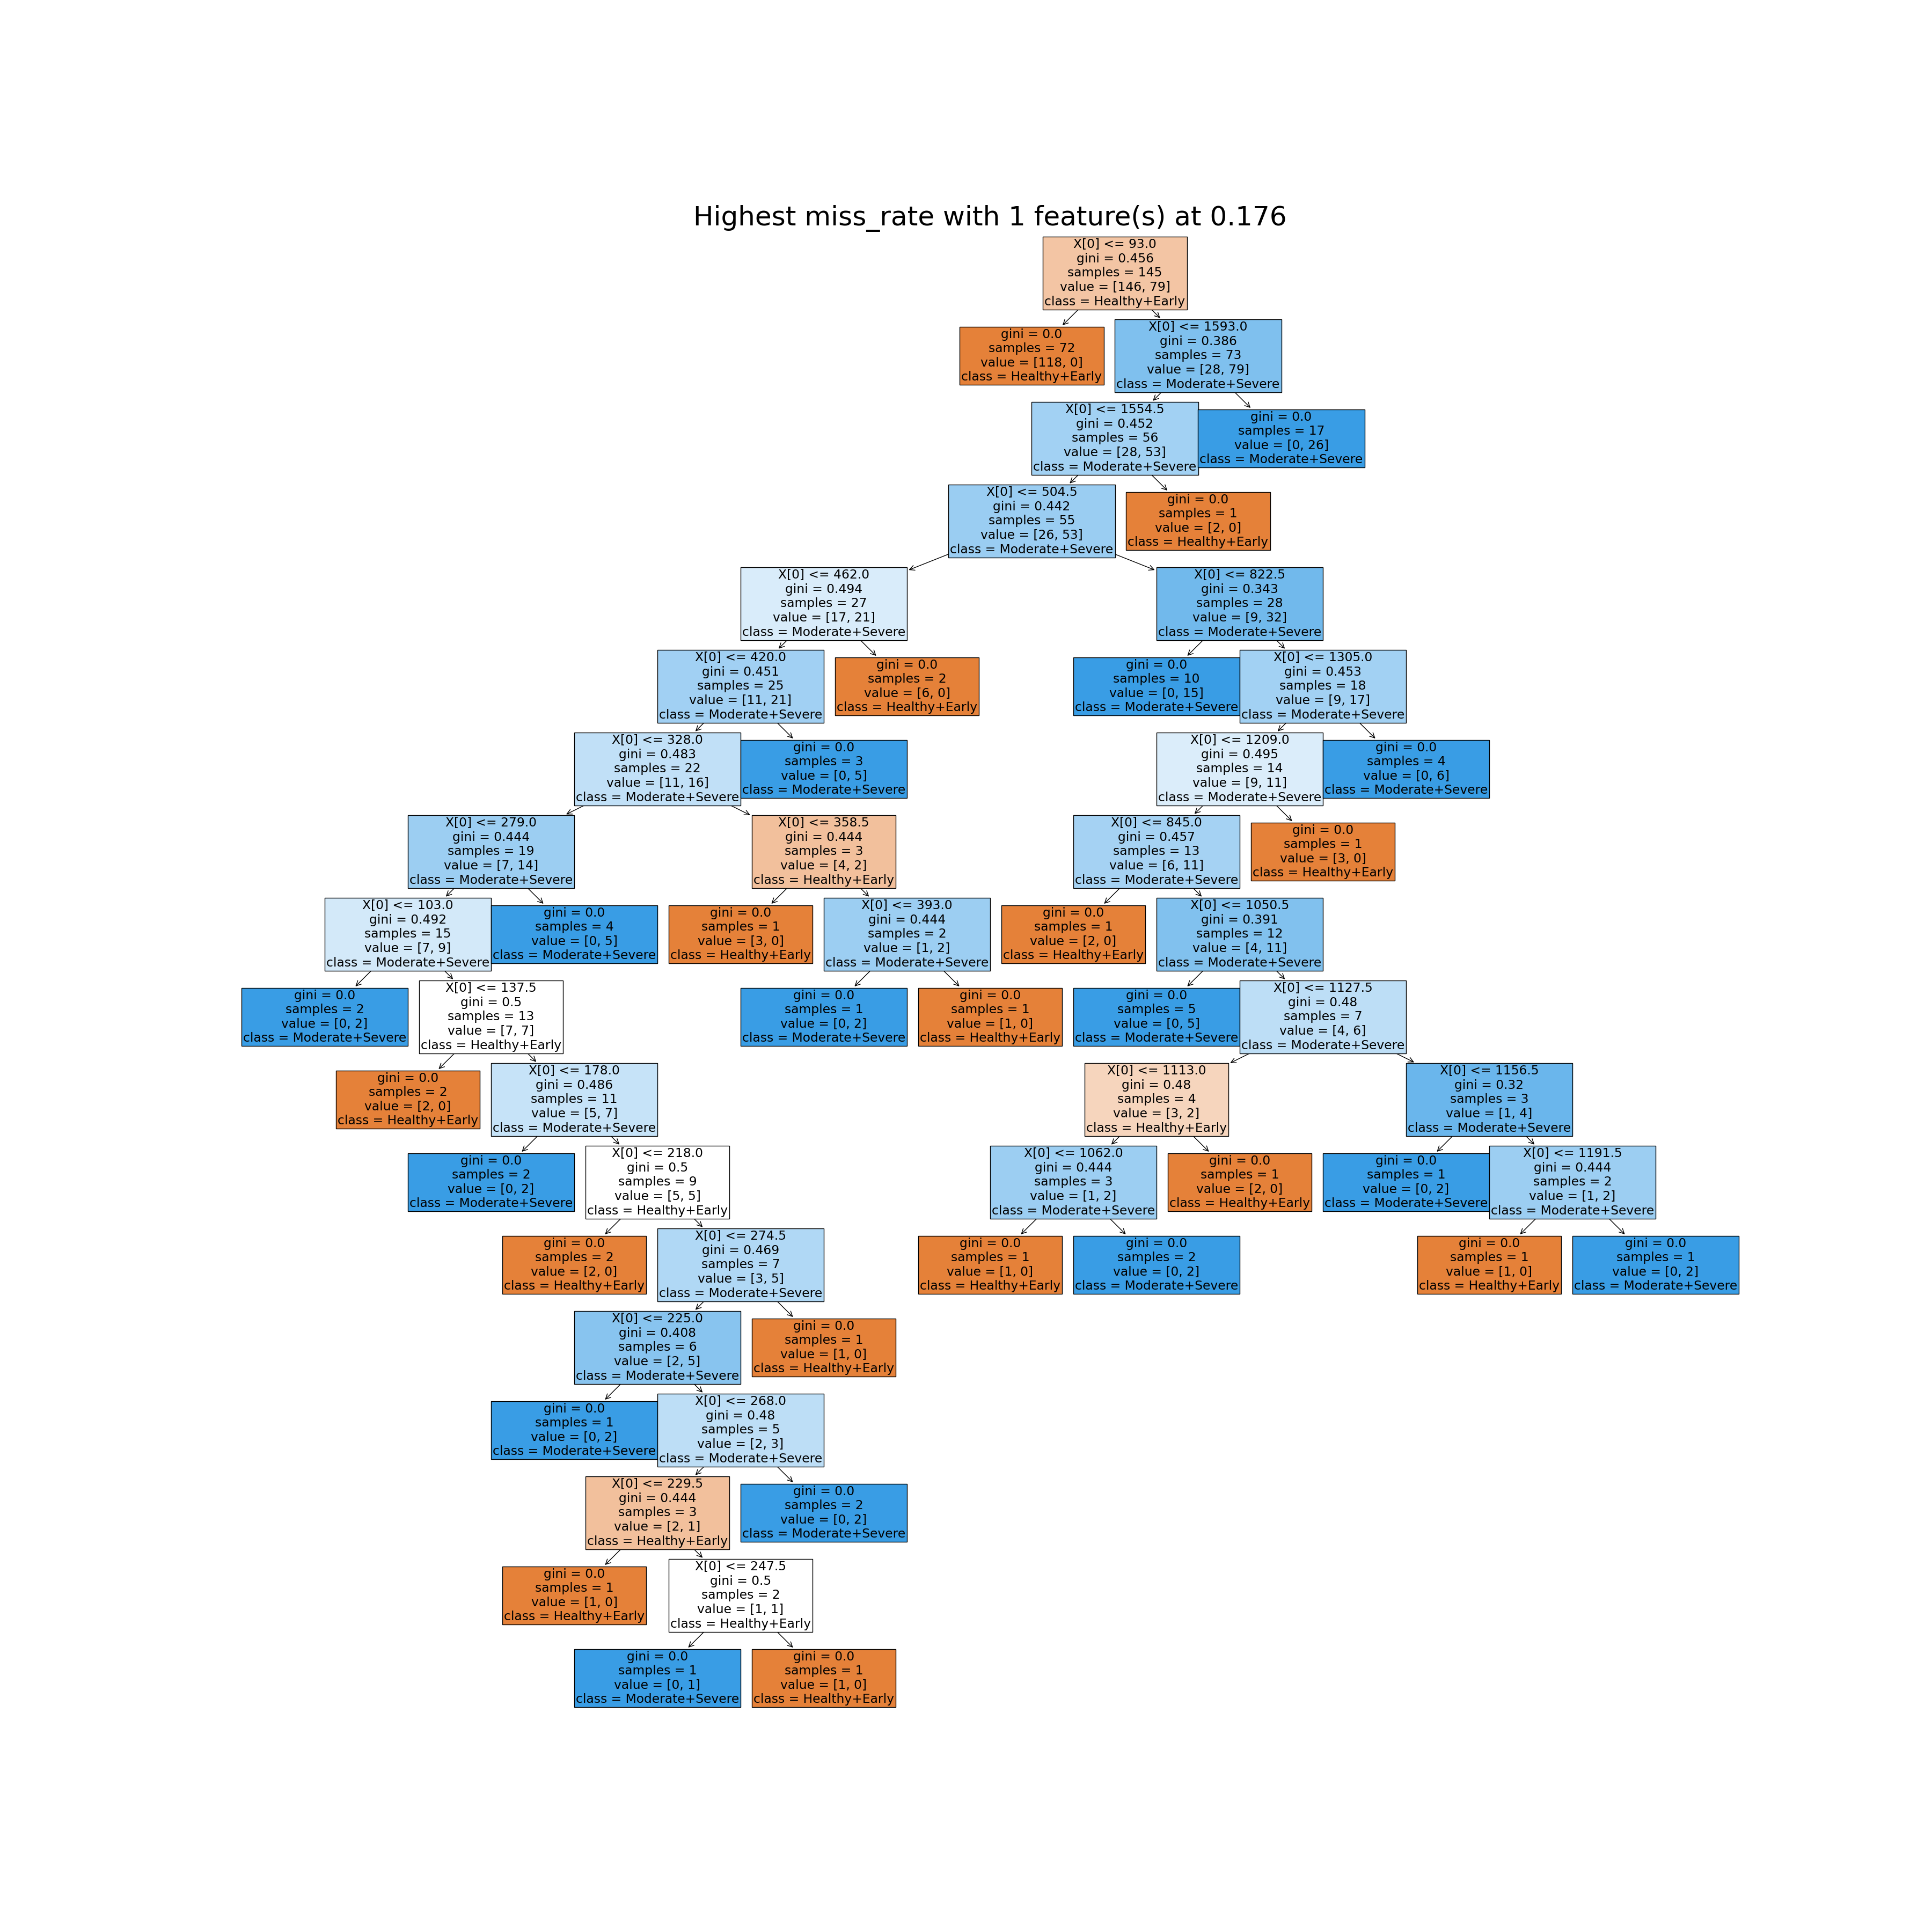 Highest miss_rate with 1 feature(s) at 0.176
X[0] <= 93.0
gini = 0.456
samples = 145
value = [146, 79]
class = Healthy+Early
gini = 0.0
samples = 72
value = [118, 0]
class = Healthy+Early
X[0] <= 1593.0
gini = 0.386
samples = 73
value = [28, 79]
class = Moderate+Severe
X[0] <= 1554.5
gini = 0.452
samples = 56
value = [28, 53]
class = Moderate+Severe
gini = 0.0
samples = 17
value = [0, 26]
class = Moderate+Severe
X[0] <= 504.5
gini = 0.442
samples = 55
value = [26, 53]
class = Moderate+Severe
gini = 0.0
samples = 1
value = [2, 0]
class = Healthy+Early
X[0] <= 462.0
gini = 0.494
samples = 27
value = [17, 21]
class = Moderate+Severe
X[0] <= 822.5
gini = 0.343
samples = 28
value = [9, 32]
class = Moderate+Severe
X[0] <= 420.0
gini = 0.451
samples = 25
value = [11, 21]
class = Moderate+Severe
gini = 0.0
samples = 2
value = [6, 0]
class = Healthy+Early
gini = 0.0
samples = 10
value = [0, 15]
class = Moderate+Severe
X[0] <= 1305.0
gini = 0.453
samples = 18
value = [9, 17]
class = Moderate+Severe
X[0] <= 328.0
gini = 0.483
samples = 22
value = [11, 16]
class = Moderate+Severe
gini = 0.0
samples = 3
value = [0, 5]
class = Moderate+Severe
X[0] <= 1209.0
gini = 0.495
samples = 14
value = [9, 11]
class = Moderate+Severe
gini = 0.0
samples = 4
value = [0, 6]
class = Moderate+Severe
X[0] <= 279.0
gini = 0.444
samples = 19
value = [7, 14]
class = Moderate+Severe
X[0] <= 358.5
gini = 0.444
samples = 3
value = [4, 2]
class = Healthy+Early
X[0] <= 845.0
gini = 0.457
samples = 13
value = [6, 11]
class = Moderate+Severe
gini = 0.0
samples = 1
value = [3, 0]
class = Healthy+Early
X[0] <= 103.0
gini = 0.492
samples = 15
value = [7, 9]
class = Moderate+Severe
gini = 0.0
samples = 4
value = [0, 5]
class = Moderate+Severe
gini = 0.0
samples = 1
value = [3, 0]
class = Healthy+Early
X[0] <= 393.0
gini = 0.444
samples = 2
value = [1, 2]
class = Moderate+Severe
gini = 0.0
samples = 1
value = [2, 0]
class = Healthy+Early
X[0] <= 1050.5
gini = 0.391
samples = 12
value = [4, 11]
class = Moderate+Severe
gini = 0.0
samples = 2
value = [0, 2]
class = Moderate+Severe
X[0] <= 137.5
gini = 0.5
samples = 13
value = [7, 7]
class = Healthy+Early
gini = 0.0
samples = 1
value = [0, 2]
class = Moderate+Severe
gini = 0.0
samples = 1
value = [1, 0]
class = Healthy+Early
gini = 0.0
samples = 5
value = [0, 5]
class = Moderate+Severe
X[0] <= 1127.5
gini = 0.48
samples = 7
value = [4, 6]
class = Moderate+Severe
gini = 0.0
samples = 2
value = [2, 0]
class = Healthy+Early
X[0] <= 178.0
gini = 0.486
samples = 11
value = [5, 7]
class = Moderate+Severe
X[0] <= 1113.0
gini = 0.48
samples = 4
value = [3, 2]
class = Healthy+Early
X[0] <= 1156.5
gini = 0.32
samples = 3
value = [1, 4]
class = Moderate+Severe
gini = 0.0
samples = 2
value = [0, 2]
class = Moderate+Severe
X[0] <= 218.0
gini = 0.5
samples = 9
value = [5, 5]
class = Healthy+Early
X[0] <= 1062.0
gini = 0.444
samples = 3
value = [1, 2]
class = Moderate+Severe
gini = 0.0
samples = 1
value = [2, 0]
class = Healthy+Early
gini = 0.0
samples = 1
value = [0, 2]
class = Moderate+Severe
X[0] <= 1191.5
gini = 0.444
samples = 2
value = [1, 2]
class = Moderate+Severe
gini = 0.0
samples = 2
value = [2, 0]
class = Healthy+Early
X[0] <= 274.5
gini = 0.469
samples = 7
value = [3, 5]
class = Moderate+Severe
gini = 0.0
samples = 1
value = [1, 0]
class = Healthy+Early
gini = 0.0
samples = 2
value = [0, 2]
class = Moderate+Severe
gini = 0.0
samples = 1
value = [1, 0]
class = Healthy+Early
gini = 0.0
samples = 1
value = [0, 2]
class = Moderate+Severe
X[0] <= 225.0
gini = 0.408
samples = 6
value = [2, 5]
class = Moderate+Severe
gini = 0.0
samples = 1
value = [1, 0]
class = Healthy+Early
gini = 0.0
samples = 1
value = [0, 2]
class = Moderate+Severe
X[0] <= 268.0
gini = 0.48
samples = 5
value = [2, 3]
class = Moderate+Severe
X[0] <= 229.5
gini = 0.444
samples = 3
value = [2, 1]
class = Healthy+Early
gini = 0.0
samples = 2
value = [0, 2]
class = Moderate+Severe
gini = 0.0
samples = 1
value = [1, 0]
class = Healthy+Early
X[0] <= 247.5
gini = 0.5
samples = 2
value = [1, 1]
class = Healthy+Early
gini = 0.0
samples = 1
value = [0, 1]
class = Moderate+Severe
gini = 0.0
samples = 1
value = [1, 0]
class = Healthy+Early